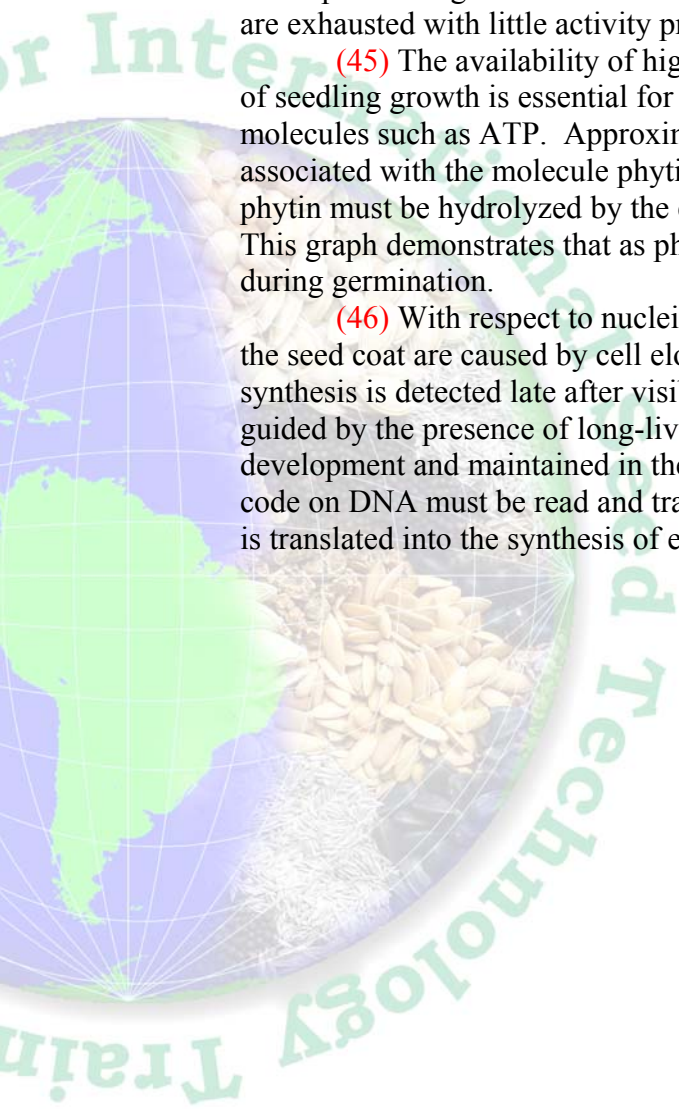 are exhausted with little activity pr
(45) The availability of hig
of seedling growth is essential for
molecules such as ATP. Approxin
associated with the molecule phyti
phytin must be hydrolyzed by the
This graph demonstrates that as ph
during germination.
(46) With respect to nuclei
the seed coat are caused by cell elo
synthesis is detected late after visi
guided by the presence of long-liv
development and maintained in the
code on DNA must be read and tra
is translated into the synthesis of e
or International Seed Technology Train